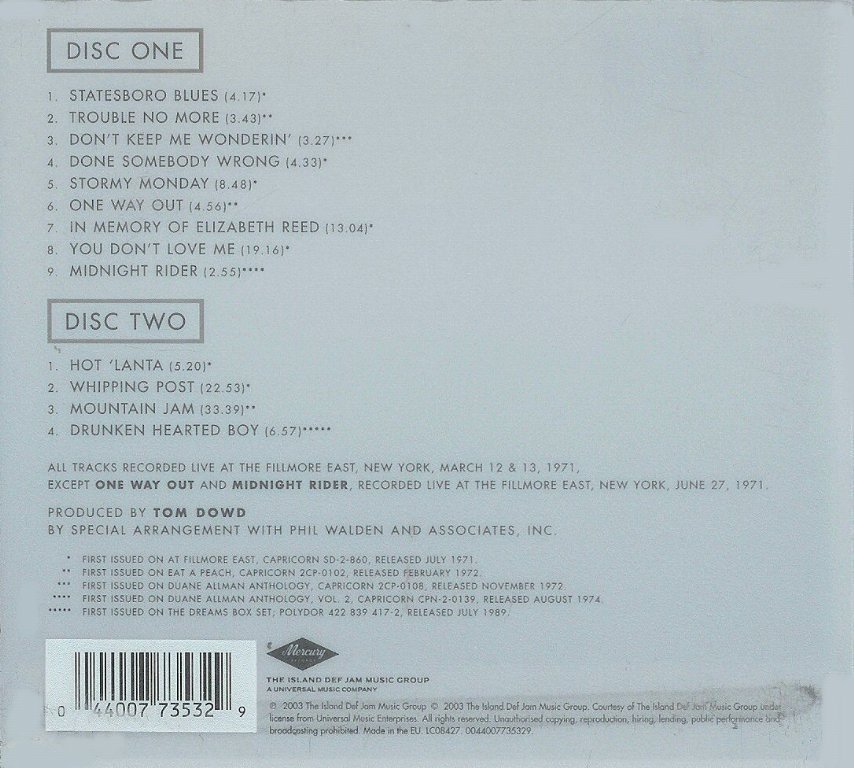 DISC ONE
1. STATESBORO BLUES (4.17)*
2. TROUBLE NO MORE (3.43)**
3. DON'T KEEP ME WONDERIN' (3.27)***
4. DONE SOMEBODY WRONG (4.33)*
5. STORMY MONDAY (8.48)*
6. ONE WAY OUT (4.56)**
7. IN MEMORY OF ELIZABETH REED (13.04)*
8. YOU DON'T LOVE ME (19.16)*
9. MIDNIGHT RIDER (2.55)****
DISC TWO
1. HOT 'LANTA (5.20)*
2. WHIPPING POST (22.53)*
3. MOUNTAIN JAM (33.39)**
4. DRUNKEN HEARTED BOY (6.57)*****
ALL TRACKS RECORDED LIVE AT THE FILLMORE EAST, NEW YORK, MARCH 12 & 13, 1971,
EXCEPT ONE WAY OUT AND MIDNIGHT RIDER, RECORDED LIVE AT THE FILLMORE EAST, NEW YORK, JUNE 27, 1971.
PRODUCED BY TOM DOWD
BY SPECIAL ARRANGEMENT WITH PHIL WALDEN AND ASSOCIATES, INC.
* FIRST ISSUED ON AT FILLMORE EAST, CAPRICORN SD-2-860, RELEASED JULY 1971.
** FIRST ISSUED ON EAT A PEACH, CAPRICORN 2CP-0102, RELEASED FEBRUARY 1972.
*** FIRST ISSUED ON DUANE ALLMAN ANTHOLOGY, CAPRICORN 2CP-0108, RELEASED NOVEMBER 1972.
**** FIRST ISSUED ON DUANE ALLMAN ANTHOLOGY, VOL. 2, CAPRICORN CPN-2-0139, RELEASED AUGUST 1974.
***** FIRST ISSUED ON THE DREAMS BOX SET; POLYDOR 422 839 417-2, RELEASED JULY 1989.
0 44007 73532 9
Mercury
RECORDS
THE ISLAND DEF JAM MUSIC GROUP
A UNIVERSAL MUSIC COMPANY
℗ 2003 The Island Def Jam Music Group © 2003 The Island Def Jam Music Group. Courtesy of The Island Def Jam Music Group under
license from Universal Music Enterprises. All rights reserved. Unauthorised copying, reproduction, hiring, lending, public performance and
broadcasting prohibited. Made in the EU. LC08427. 0044007735329